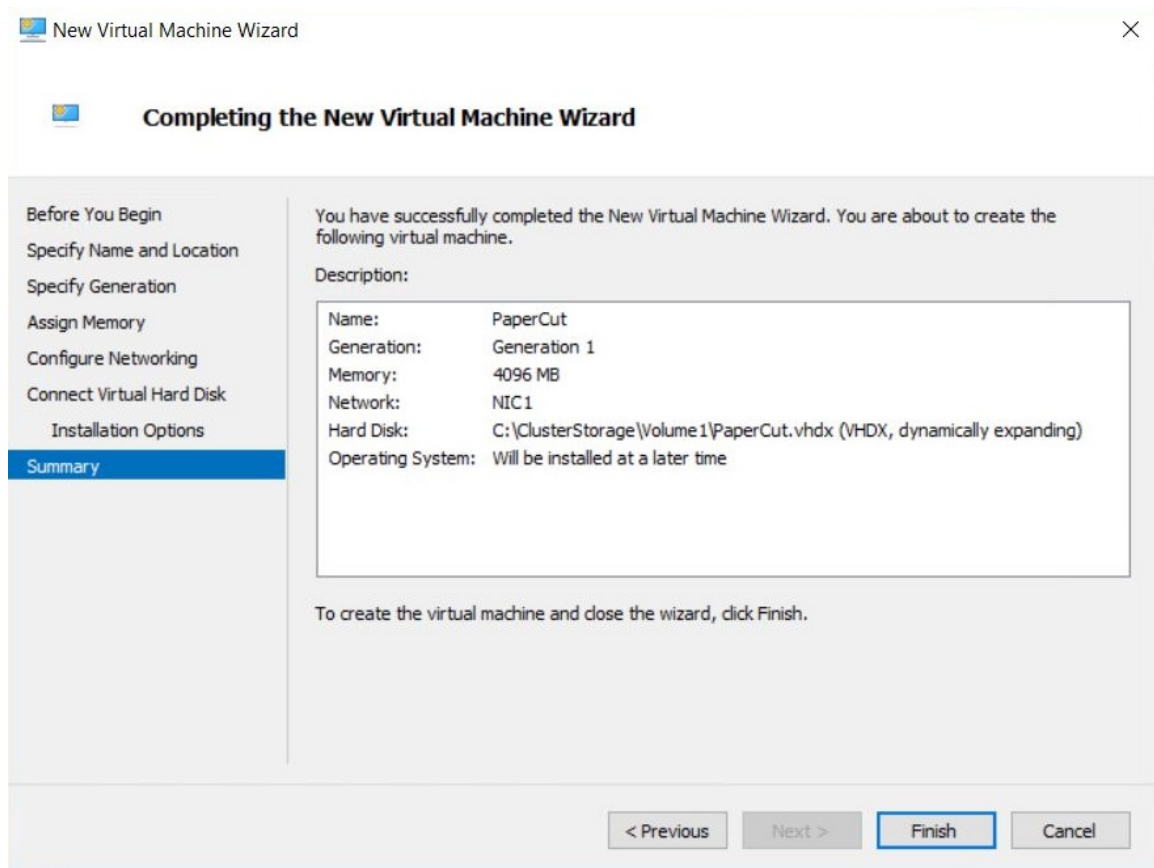 New Virtual Machine Wizard
Completing the New Virtual Machine Wizard
Before You Begin
Specify Name and Location
Specify Generation
Assign Memory
Configure Networking
Connect Virtual Hard Disk
Installation Options
Summary
You have successfully completed the New Virtual Machine Wizard. You are about to create the
following virtual machine.
Description:
Name: PaperCut
Generation: Generation 1
Memory: 4096 MB
Network: NIC1
Hard Disk: C:\ClusterStorage\Volume1\PaperCut.vhdx (VHDX, dynamically expanding)
Operating System: Will be installed at a later time
To create the virtual machine and close the wizard, click Finish.
< Previous Next > Finish Cancel